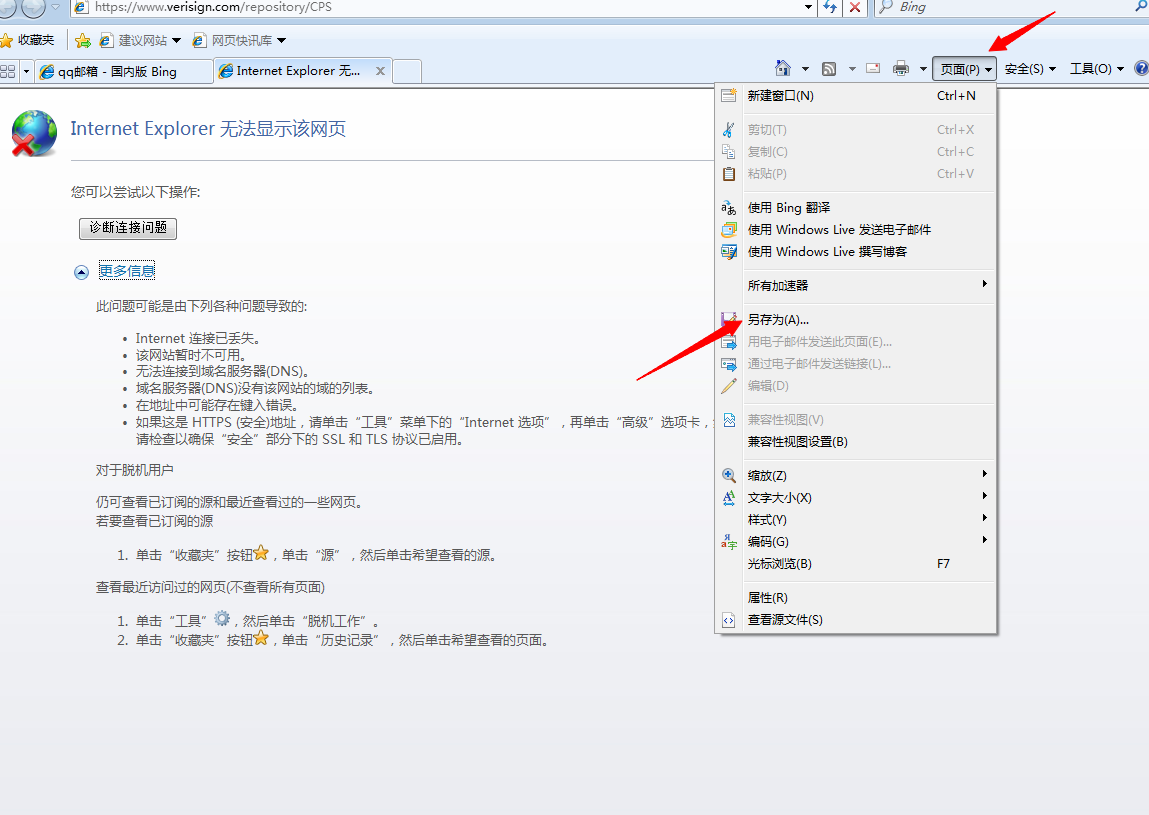 https://www.verisign.com/repository/CPS
Bing
收藏夹
建议网站
网页快讯库
qq邮箱 - 国内版 Bing
Internet Explorer 无...
页面(P)
安全(S)
工具(O)
Internet Explorer 无法显示该网页
您可以尝试以下操作:
诊断连接问题
更多信息
此问题可能是由下列各种问题导致的:
• Internet 连接已丢失。
• 该网站暂时不可用。
• 无法连接到域名服务器(DNS)。
• 域名服务器(DNS)没有该网站的域的列表。
• 在地址中可能存在键入错误。
• 如果这是 HTTPS (安全)地址，请单击“工具”菜单下的“Internet 选项”，再单击“高级”选项卡，
请检查以确保“安全”部分下的 SSL 和 TLS 协议已启用。
对于脱机用户
仍可查看已订阅的源和最近查看过的一些网页。
若要查看已订阅的源
1. 单击“收藏夹”按钮，单击“源”，然后单击希望查看的源。
查看最近访问过的网页(不查看所有页面)
1. 单击“工具”，然后单击“脱机工作”。
2. 单击“收藏夹”按钮，单击“历史记录”，然后单击希望查看的页面。
新建窗口(N) Ctrl+N
剪切(T) Ctrl+X
复制(C) Ctrl+C
粘贴(P) Ctrl+V
使用 Bing 翻译
使用 Windows Live 发送电子邮件
使用 Windows Live 撰写博客
所有加速器
另存为(A)...
用电子邮件发送此页面(E)...
通过电子邮件发送链接(L)...
编辑(D)
兼容性视图(V)
兼容性视图设置(B)
缩放(Z)
文字大小(X)
样式(Y)
编码(G)
光标浏览(B) F7
属性(R)
查看源文件(S)